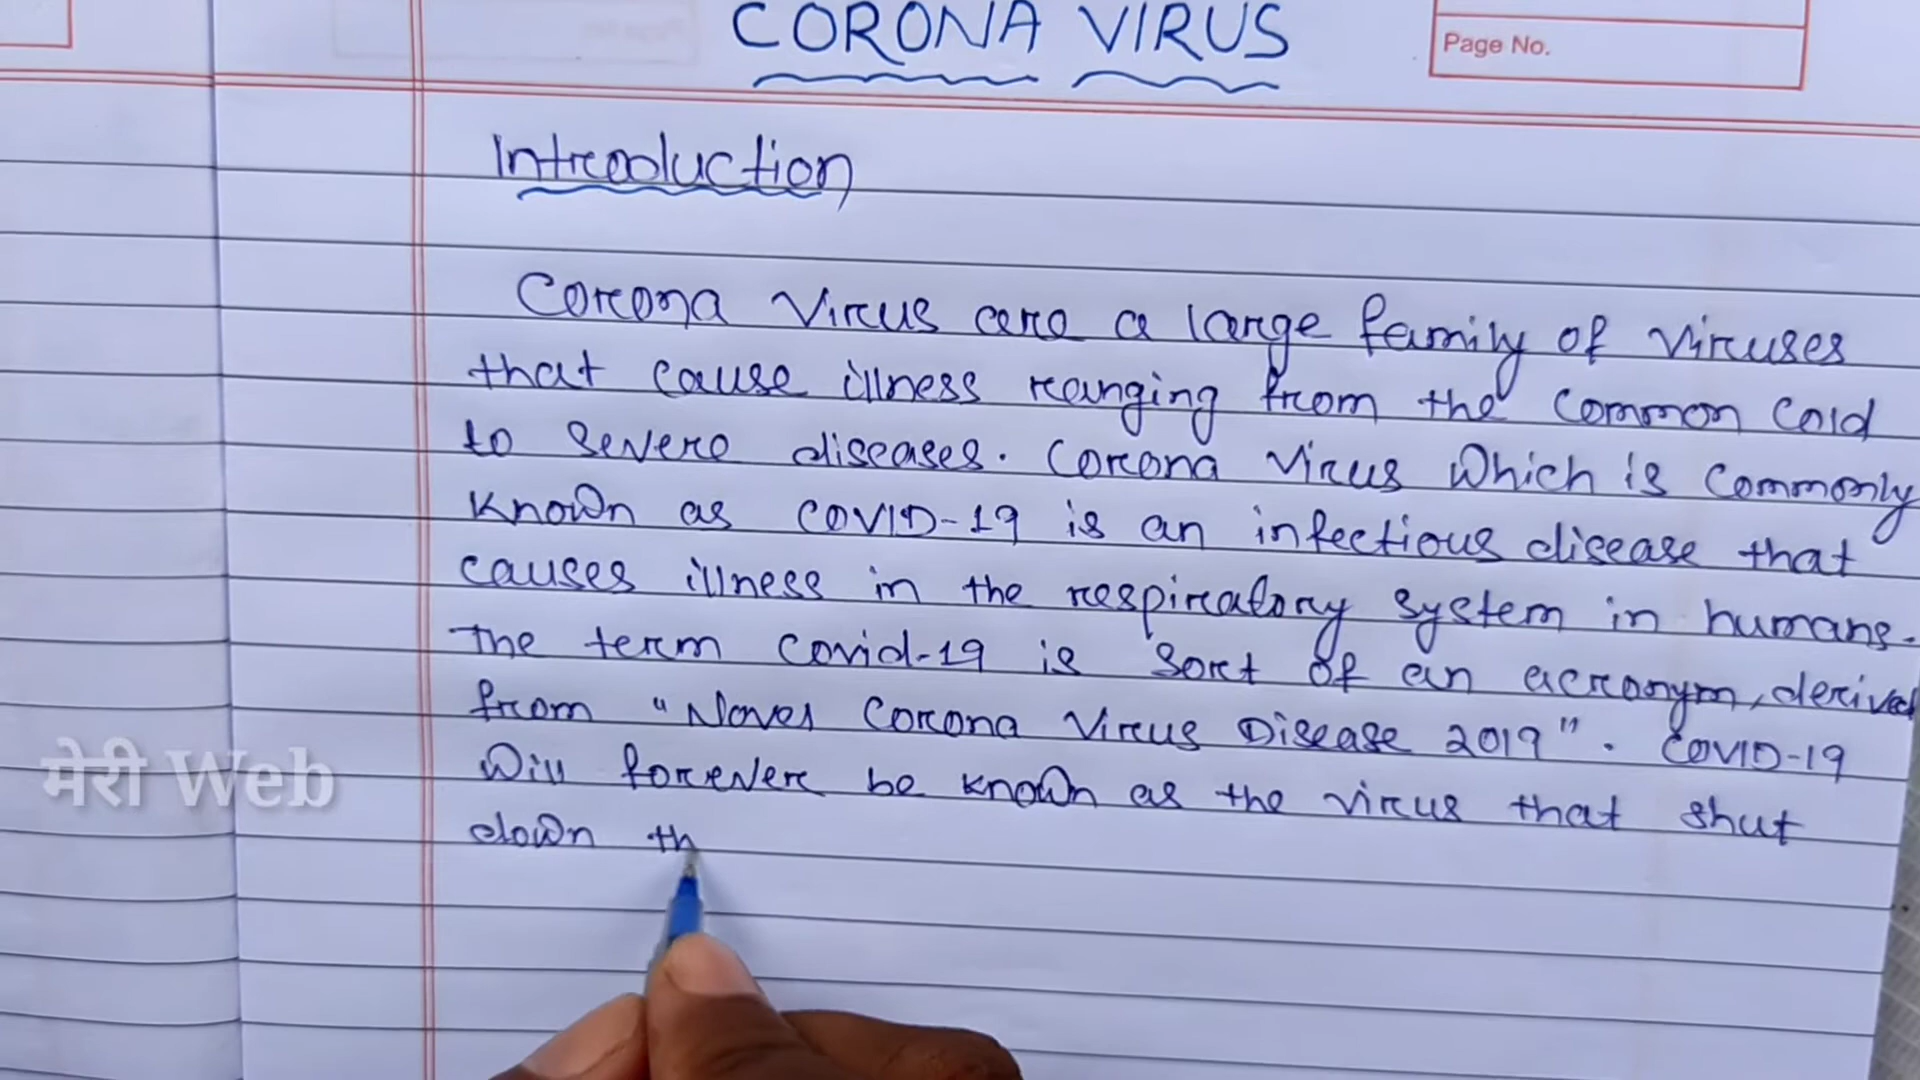 CORONA VIRUS
Page No.
Introduction
Corona Virus are a large family of viruses
that cause illness ranging from the common cold
to severe diseases. Corona virus which is commonly
known as COVID-19 is an infectious disease that
causes illness in the respiratory system in humans.
The term Covid-19 is sort of an acronym, derived
from "Novel Corona Virus Disease 2019". COVID-19
will forever be known as the virus that shut
down th
मेरी Web